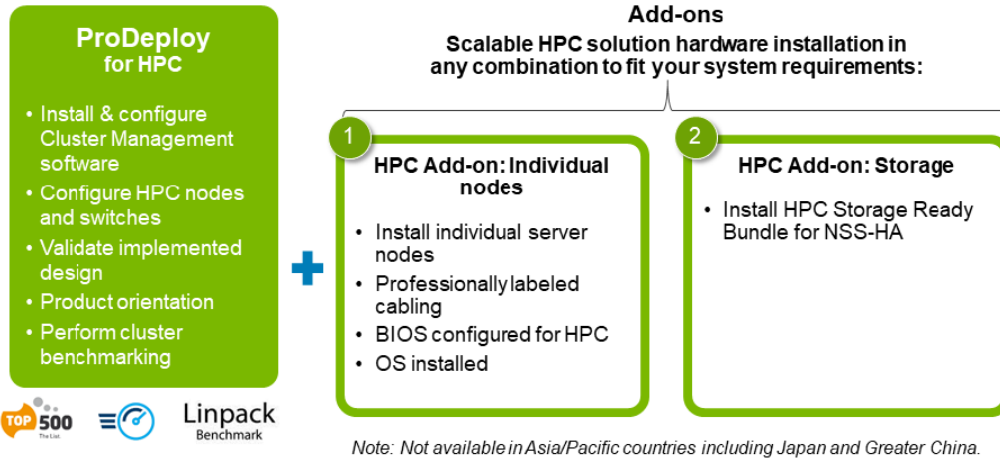 ProDeploy
for HPC
• Install & configure
Cluster Management
software
• Configure HPC nodes
and switches
• Validate implemented
design
• Product orientation
• Perform cluster
benchmarking
TOP 500
The List.
Linpack
Benchmark
Add-ons
Scalable HPC solution hardware installation in
any combination to fit your system requirements:
1
HPC Add-on: Individual
nodes
• Install individual server
nodes
• Professionally labeled
cabling
• BIOS configured for HPC
• OS installed
2
HPC Add-on: Storage
• Install HPC Storage Ready
Bundle for NSS-HA
Note: Not available in Asia/Pacific countries including Japan and Greater China.